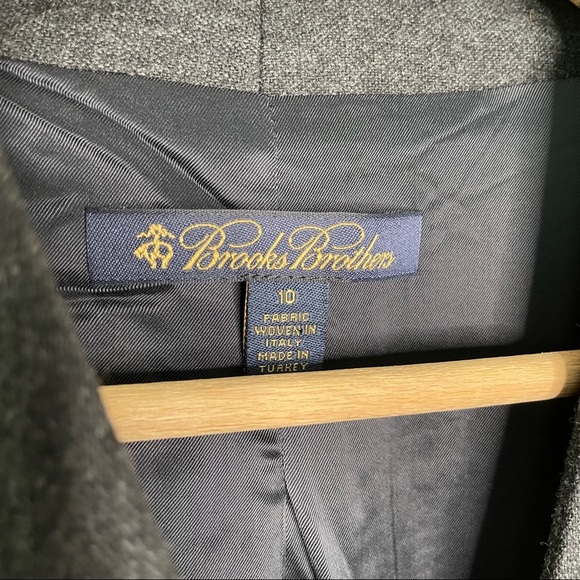 Brooks Brothers
10
FABRIC
WOVEN IN
ITALY
MADE IN
TURKEY